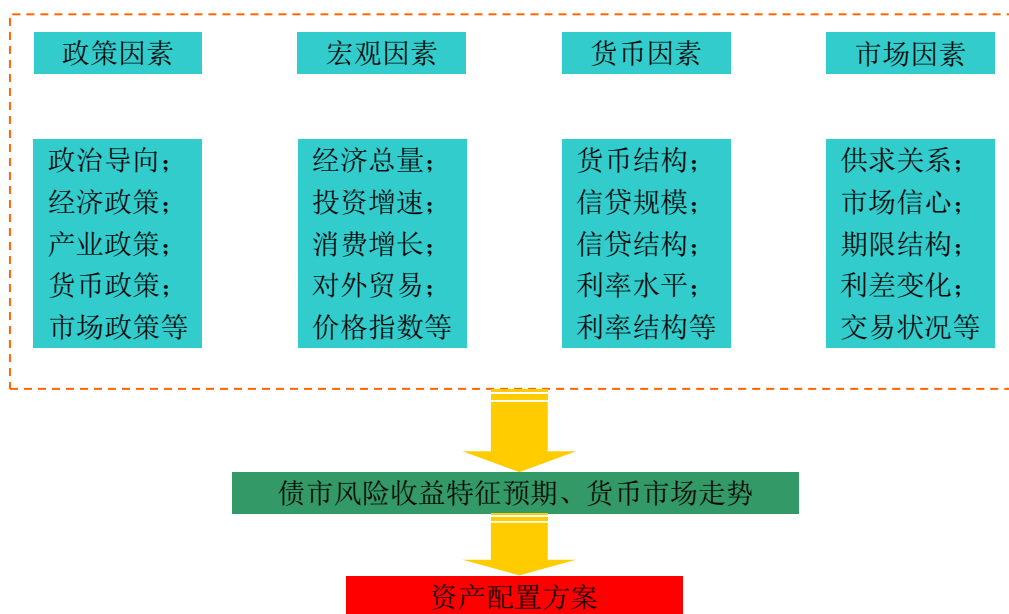 政策因素
宏观因素
货币因素
市场因素
政治导向；
经济政策；
产业政策；
货币政策；
市场政策等
经济总量；
投资增速；
消费增长；
对外贸易；
价格指数等
货币结构；
信贷规模；
信贷结构；
利率水平；
利率结构等
供求关系；
市场信心；
期限结构；
利差变化；
交易状况等
债市风险收益特征预期、货币市场走势
资产配置方案